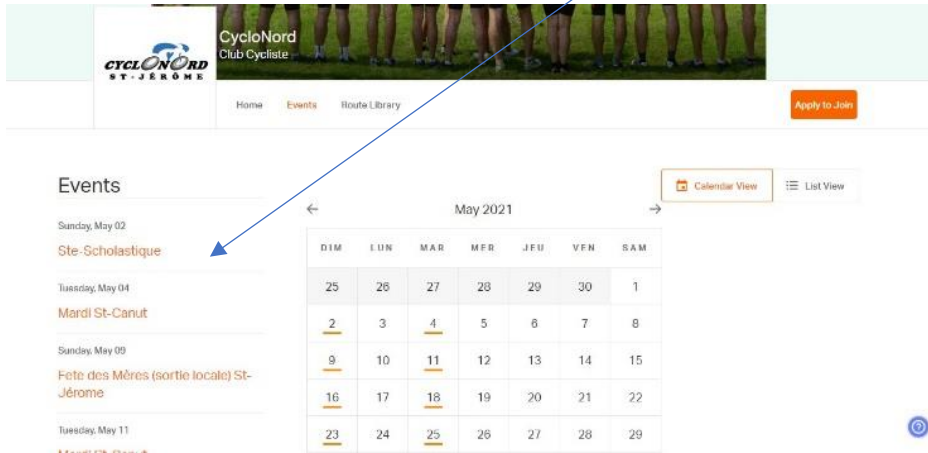 CycloNord
Club Cycliste
CYCLONORD
ST-JÉRÔME
Home Events Route Library
Apply to Join
Events
Calendar View
List View
← May 2021 →
Sunday, May 02
Ste-Scholastique
Tuesday, May 04
Mardi St-Canut
Sunday, May 09
Fete des Mères (sortie locale) St-
Jérome
Tuesday, May 11
Mardi St-Canut
DIM LUN MAR MER JEU VEN SAM
25 26 27 28 29 30 1
2 3 4 5 6 7 8
9 10 11 12 13 14 15
16 17 18 19 20 21 22
23 24 25 26 27 28 29